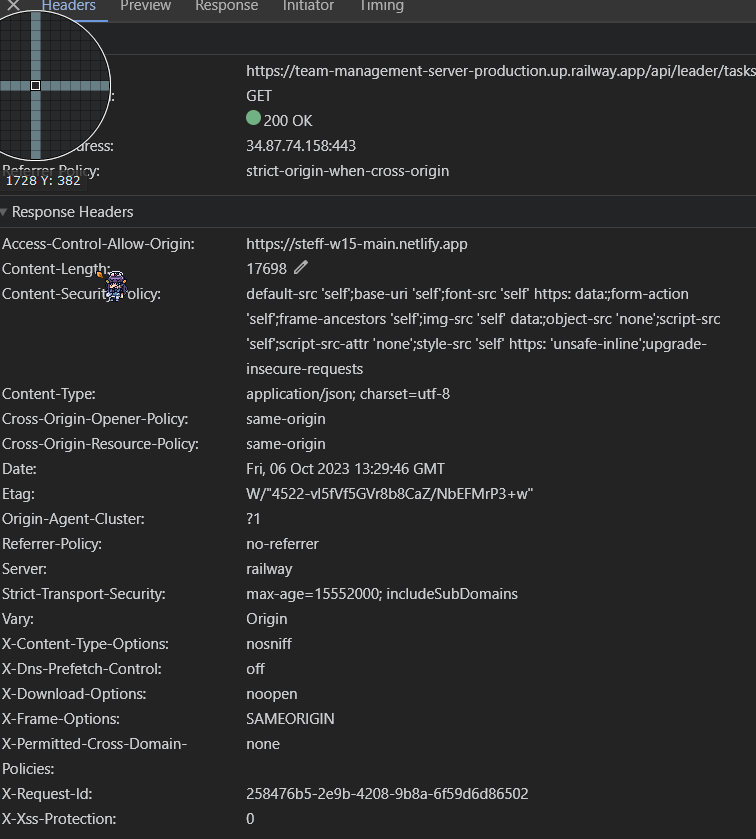 Headers Preview Response Initiator Timing
https://team-management-server-production.up.railway.app/api/leader/tasks
: GET
200 OK
dress: 34.87.74.158:443
Referrer Policy: strict-origin-when-cross-origin
1728 Y: 382
Response Headers
Access-Control-Allow-Origin: https://steff-w15-main.netlify.app
Content-Length: 17698
Content-Security-Policy: default-src 'self';base-uri 'self';font-src 'self' https: data:;form-action
'self';frame-ancestors 'self';img-src 'self' data:;object-src 'none';script-src
'self';script-src-attr 'none';style-src 'self' https: 'unsafe-inline';upgrade-
insecure-requests
Content-Type: application/json; charset=utf-8
Cross-Origin-Opener-Policy: same-origin
Cross-Origin-Resource-Policy: same-origin
Date: Fri, 06 Oct 2023 13:29:46 GMT
Etag: W/"4522-vl5fVf5GVr8b8CaZ/NbEFMrP3+w"
Origin-Agent-Cluster: ?1
Referrer-Policy: no-referrer
Server: railway
Strict-Transport-Security: max-age=15552000; includeSubDomains
Vary: Origin
X-Content-Type-Options: nosniff
X-Dns-Prefetch-Control: off
X-Download-Options: noopen
X-Frame-Options: SAMEORIGIN
X-Permitted-Cross-Domain- none
Policies:
X-Request-Id: 258476b5-2e9b-4208-9b8a-6f59d6d86502
X-Xss-Protection: 0